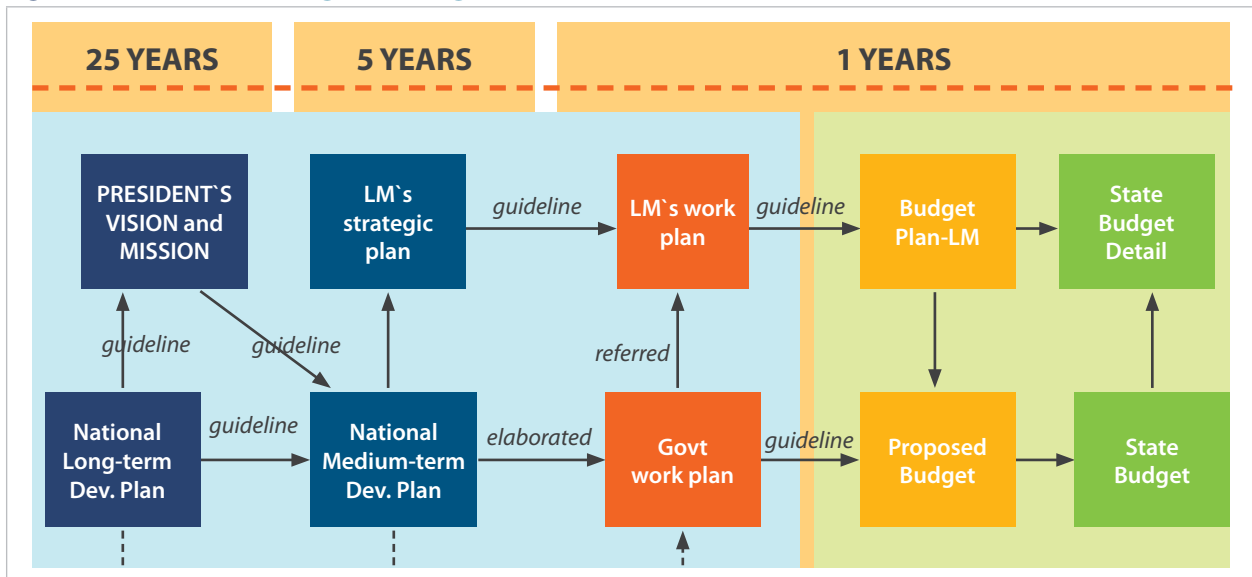 25 YEARS
5 YEARS
1 YEARS
PRESIDENT`S
VISION and
MISSION
LM`s
strategic
plan
guideline
LM`s work
plan
guideline
Budget
Plan-LM
State
Budget
Detail
guideline
guideline
referred
National
Long-term
Dev. Plan
guideline
National
Medium-term
Dev. Plan
elaborated
Govt
work plan
guideline
Proposed
Budget
State
Budget